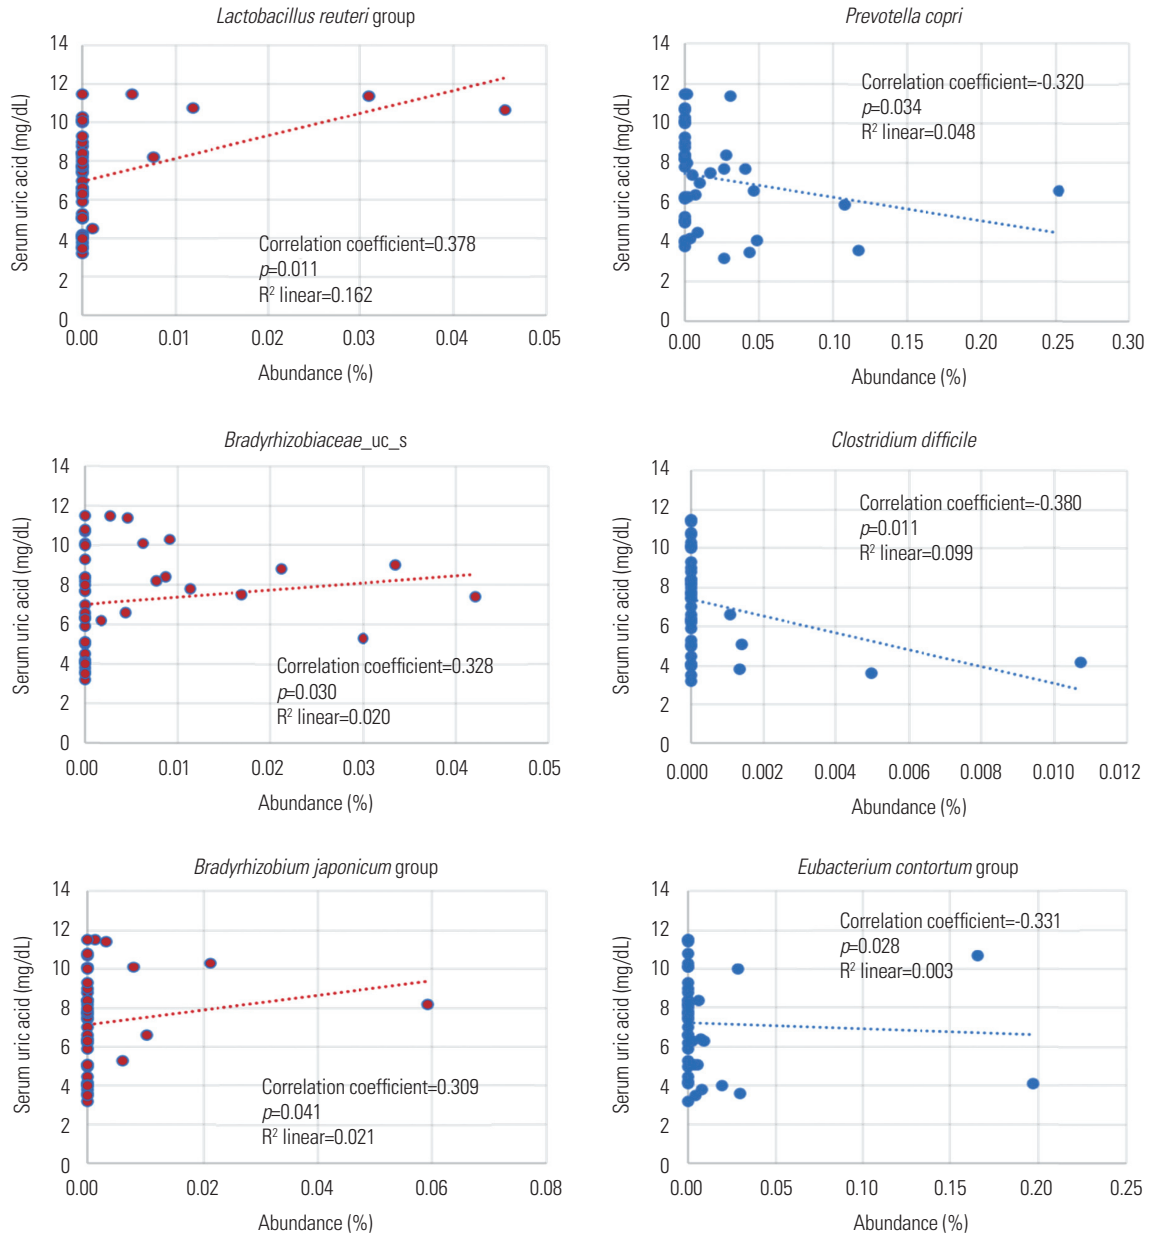 Lactobacillus reuteri group
14
12
10
8
6
4
2
0
Serum uric acid (mg/dL)
Correlation coefficient=0.378
p=0.011
R² linear=0.162
0.00 0.01 0.02 0.03 0.04 0.05
Abundance (%)
Prevotella copri
14
12
10
8
6
4
2
0
Serum uric acid (mg/dL)
Correlation coefficient=-0.320
p=0.034
R² linear=0.048
0.00 0.05 0.10 0.15 0.20 0.25 0.30
Abundance (%)
Bradyrhizobiaceae_uc_s
14
12
10
8
6
4
2
0
Serum uric acid (mg/dL)
Correlation coefficient=0.328
p=0.030
R² linear=0.020
0.00 0.01 0.02 0.03 0.04 0.05
Abundance (%)
Clostridium difficile
14
12
10
8
6
4
2
0
Serum uric acid (mg/dL)
Correlation coefficient=-0.380
p=0.011
R² linear=0.099
0.000 0.002 0.004 0.006 0.008 0.010 0.012
Abundance (%)
Bradyrhizobium japonicum group
14
12
10
8
6
4
2
0
Serum uric acid (mg/dL)
Correlation coefficient=0.309
p=0.041
R² linear=0.021
0.00 0.02 0.04 0.06 0.08
Abundance (%)
Eubacterium contortum group
14
12
10
8
6
4
2
0
Serum uric acid (mg/dL)
Correlation coefficient=-0.331
p=0.028
R² linear=0.003
0.00 0.05 0.10 0.15 0.20 0.25
Abundance (%)